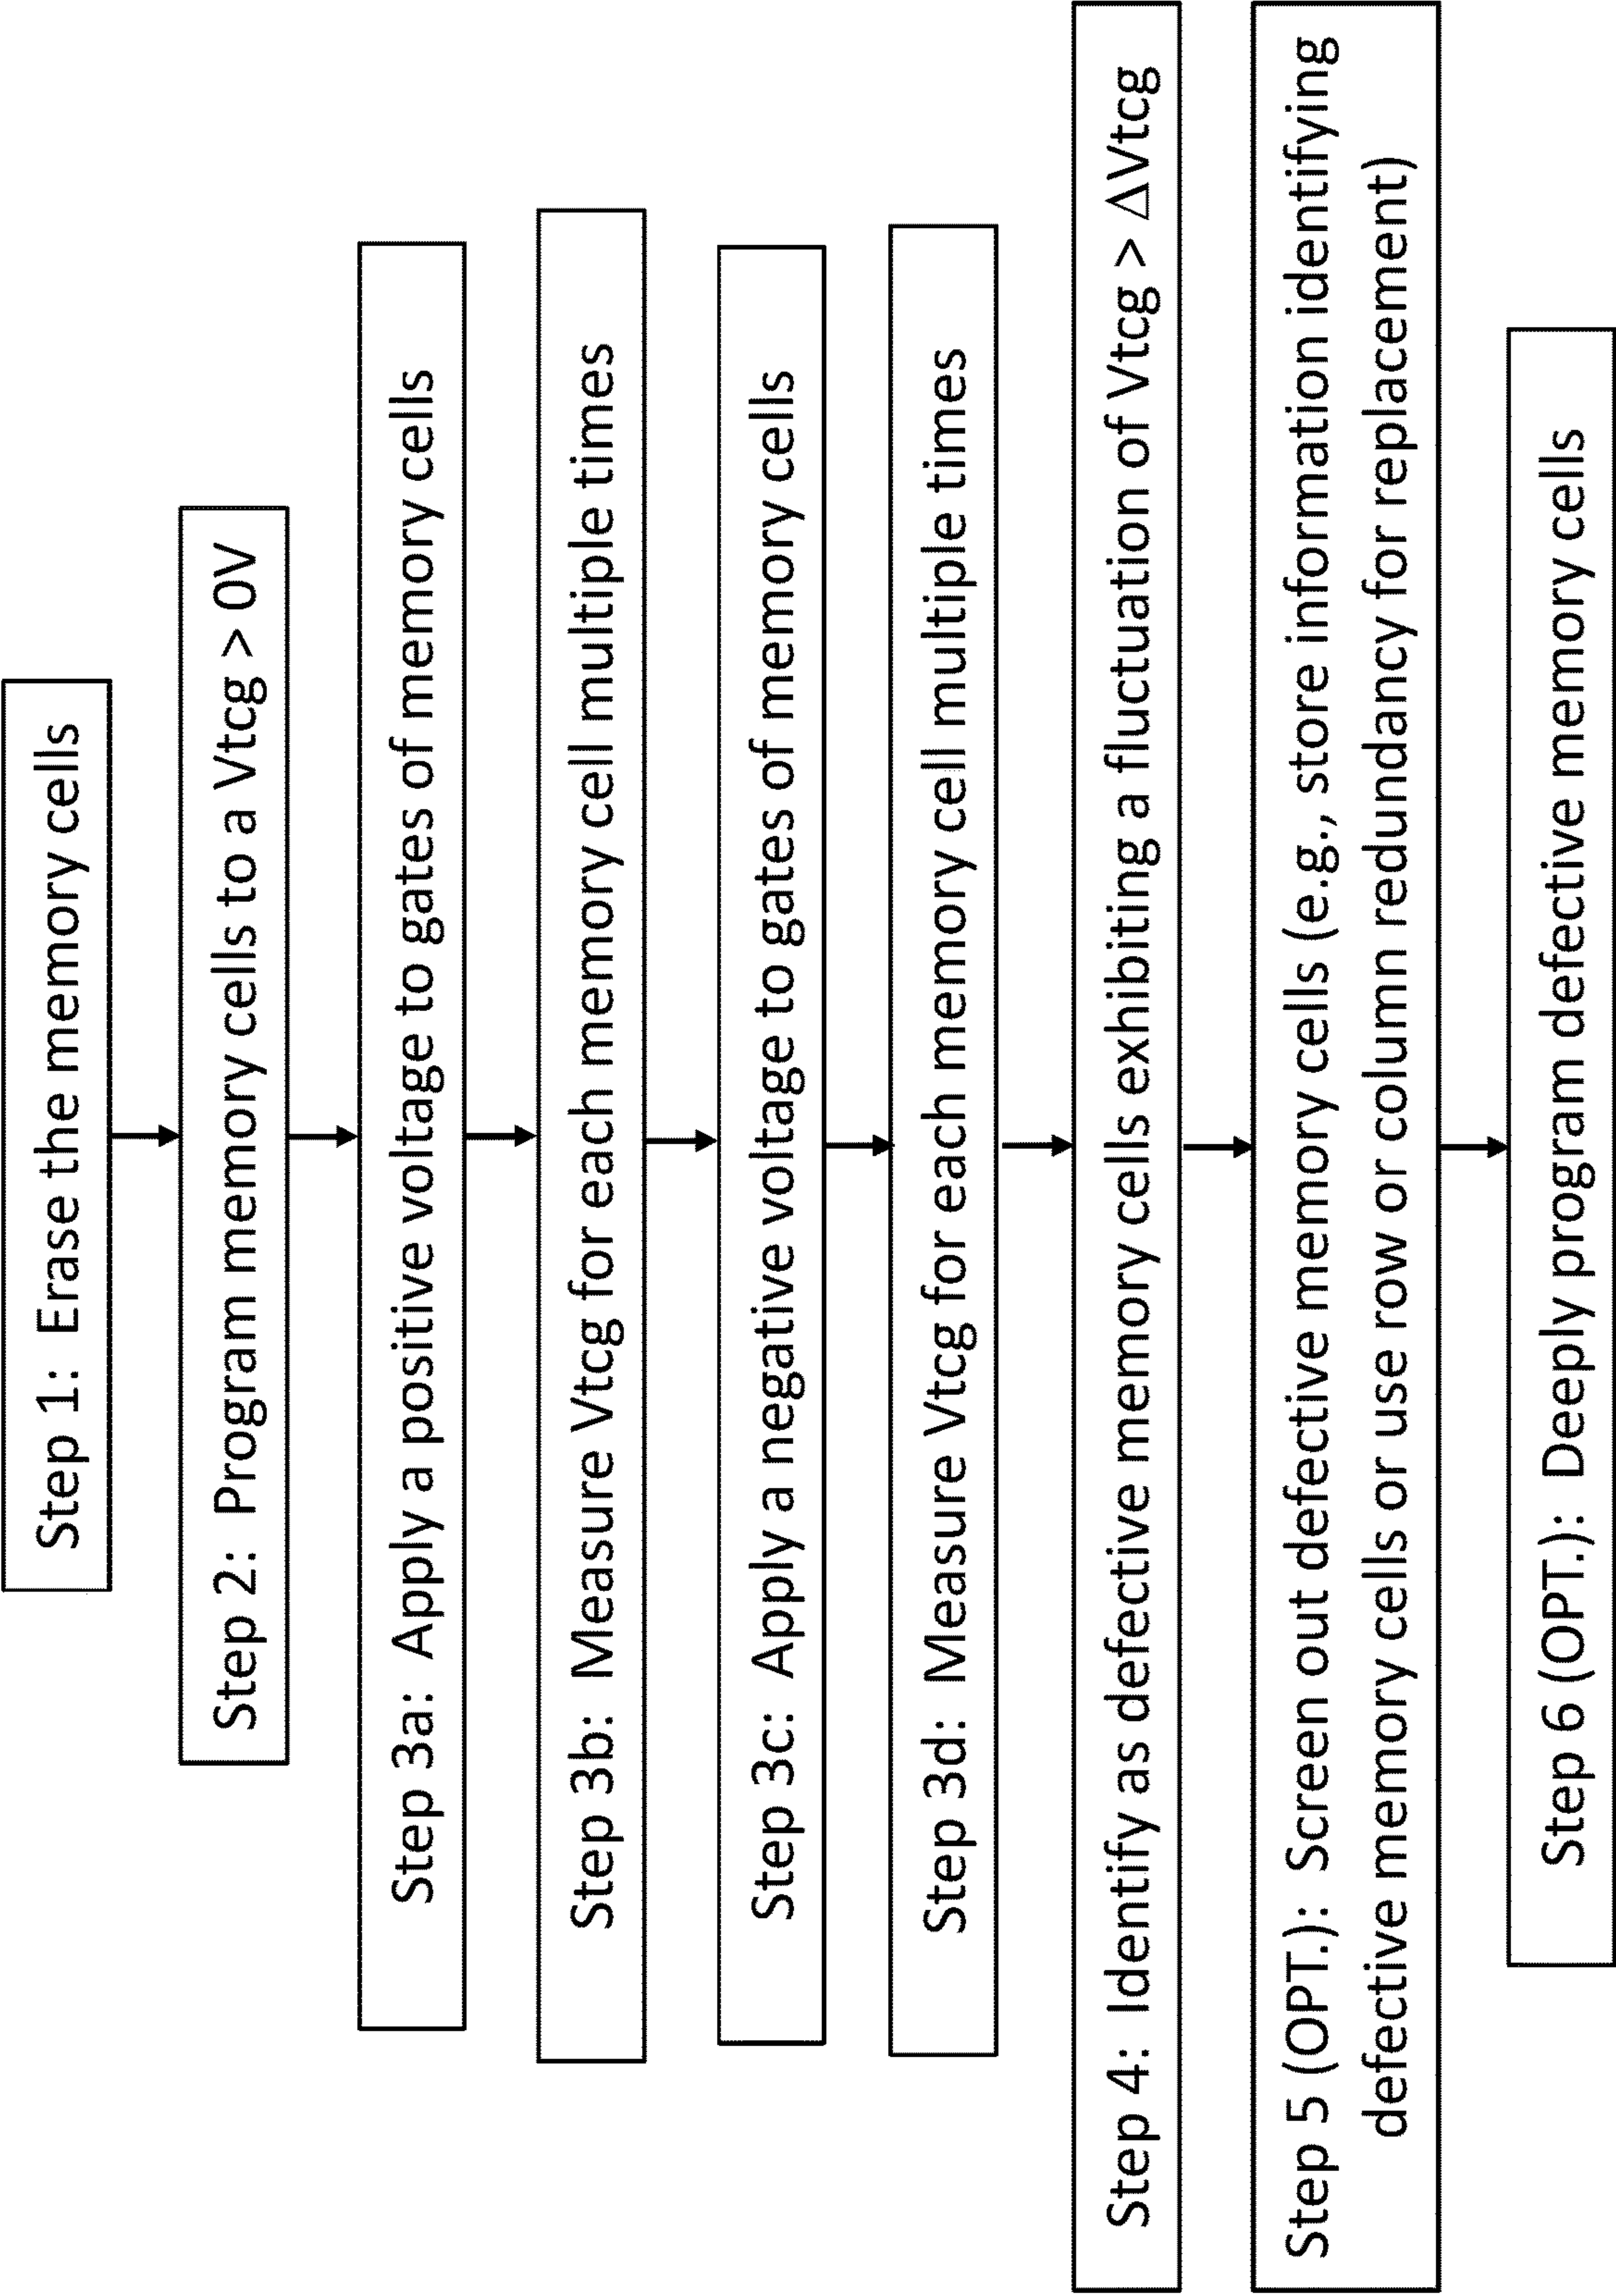 Step 1: Erase the memory cells
Step 2: Program memory cells to a Vtcg > 0V
Step 3a: Apply a positive voltage to gates of memory cells
Step 3b: Measure Vtcg for each memory cell multiple times
Step 3c: Apply a negative voltage to gates of memory cells
Step 3d: Measure Vtcg for each memory cell multiple times
Step 4: Identify as defective memory cells exhibiting a fluctuation of Vtcg > ΔVtcg
Step 5 (OPT.): Screen out defective memory cells (e.g., store information identifying
defective memory cells or use row or column redundancy for replacement)
Step 6 (OPT.): Deeply program defective memory cells